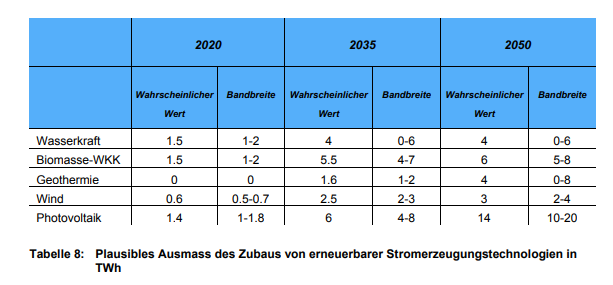 2020 2035 2050
Wahrscheinlicher Wert Bandbreite Wahrscheinlicher Wert Bandbreite Wahrscheinlicher Wert Bandbreite
Wasserkraft 1.5 1-2 4 0-6 4 0-6
Biomasse-WKK 1.5 1-2 5.5 4-7 6 5-8
Geothermie 0 0 1.6 1-2 4 0-8
Wind 0.6 0.5-0.7 2.5 2-3 3 2-4
Photovoltaik 1.4 1-1.8 6 4-8 14 10-20
Tabelle 8: Plausibles Ausmass des Zubaus von erneuerbarer Stromerzeugungstechnologien in
TWh